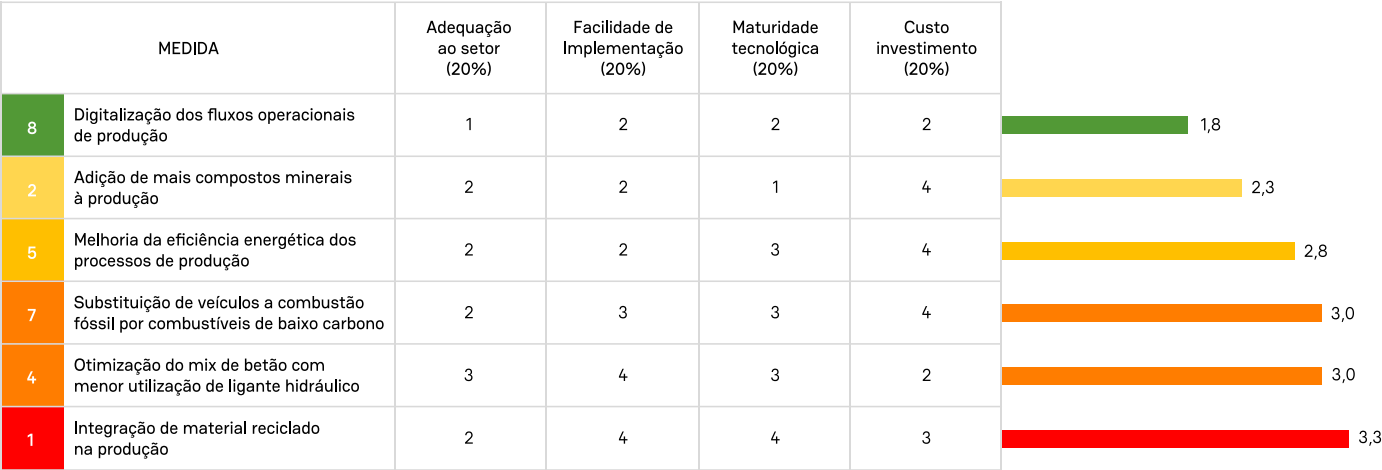 MEDIDA
Adequação
ao setor
(20%)
Facilidade de
Implementação
(20%)
Maturidade
tecnológica
(20%)
Custo
investimento
(20%)
8
Digitalização dos fluxos operacionais
de produção
1
2
2
2
1,8
2
Adição de mais compostos minerais
à produção
2
2
1
4
2,3
5
Melhoria da eficiência energética dos
processos de produção
2
2
3
4
2,8
7
Substituição de veículos a combustão
fóssil por combustíveis de baixo carbono
2
3
3
4
3,0
4
Otimização do mix de betão com
menor utilização de ligante hidráulico
3
4
3
2
3,0
1
Integração de material reciclado
na produção
2
4
4
3
3,3